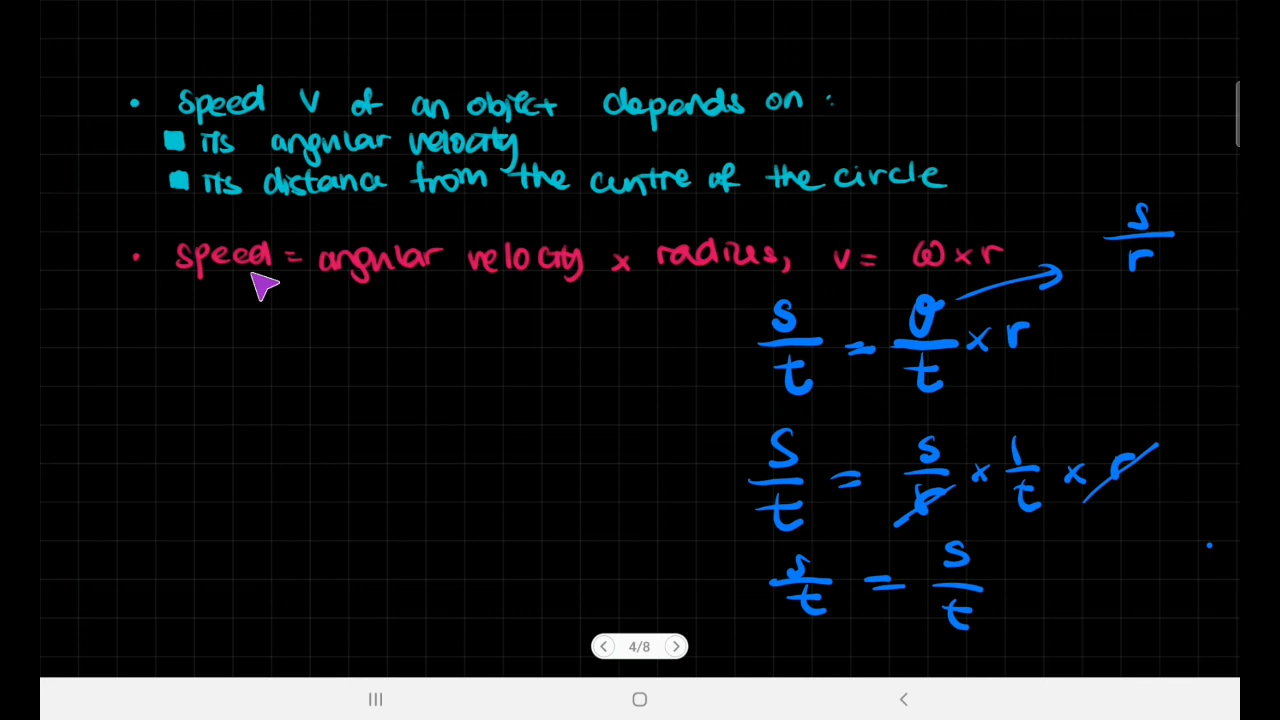 • speed v of an object depends on :
■ its angular velocity
■ its distance from the centre of the circle
• speed = angular velocity x radius, v = ω x r
s/r
s/t = θ/t x r
s/t = s/r x 1/t x r
s/t = s/t
4/8